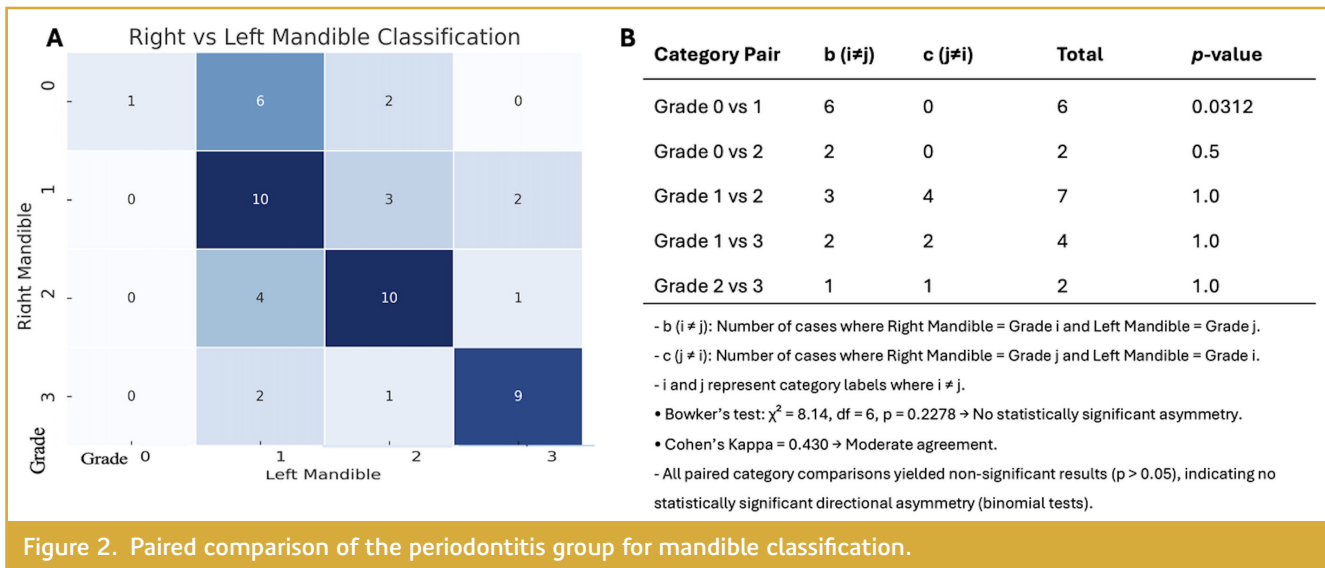 A
Right vs Left Mandible Classification
0
1
6
2
0
1
0
10
3
2
2
0
4
10
1
3
0
2
1
9
Right Mandible
Grade
Grade 0 1 2 3
Left Mandible
B
Category Pair b (i≠j) c (j≠i) Total p-value
Grade 0 vs 1 6 0 6 0.0312
Grade 0 vs 2 2 0 2 0.5
Grade 1 vs 2 3 4 7 1.0
Grade 1 vs 3 2 2 4 1.0
Grade 2 vs 3 1 1 2 1.0
- b (i ≠ j): Number of cases where Right Mandible = Grade i and Left Mandible = Grade j.
- c (j ≠ i): Number of cases where Right Mandible = Grade j and Left Mandible = Grade i.
- i and j represent category labels where i ≠ j.
• Bowker's test: χ² = 8.14, df = 6, p = 0.2278 → No statistically significant asymmetry.
• Cohen's Kappa = 0.430 → Moderate agreement.
- All paired category comparisons yielded non-significant results (p > 0.05), indicating no
statistically significant directional asymmetry (binomial tests).
Figure 2. Paired comparison of the periodontitis group for mandible classification.